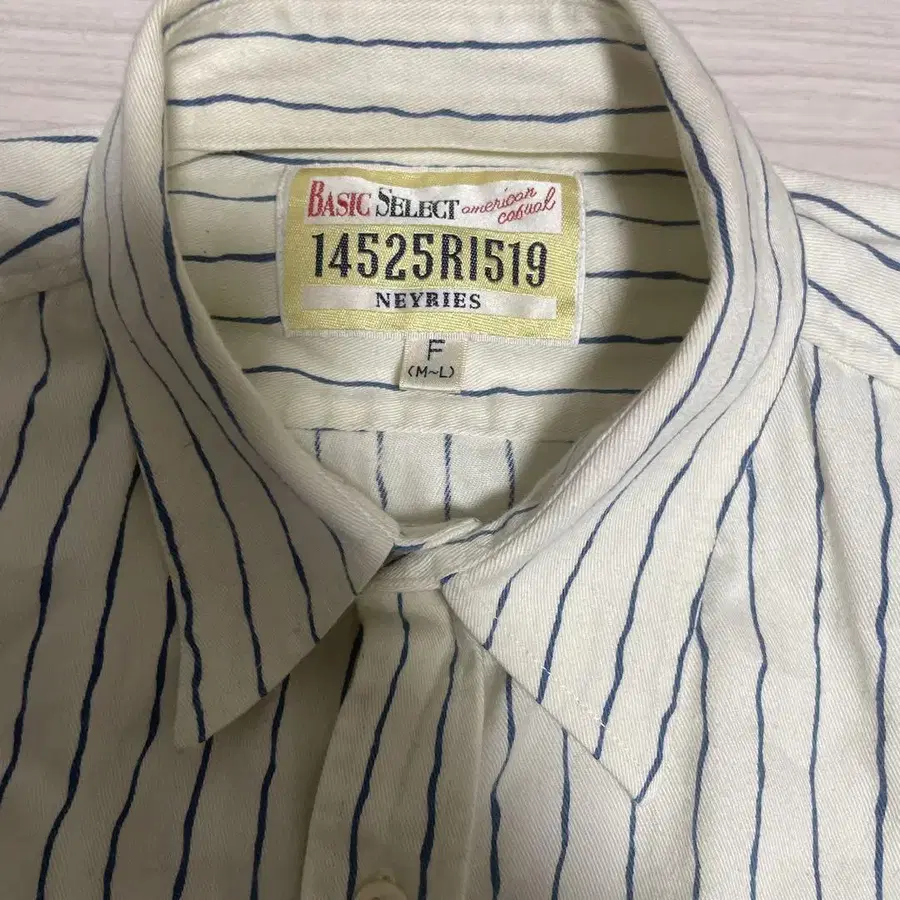 BASIC SELECT american casual
14525RI519
NEYRIES
F
(M~L)